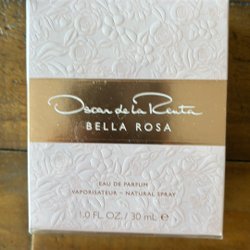 Oscar de la Renta
BELLA ROSA
EAU DE PARFUM
VAPORISATEUR – NATURAL SPRAY
1.0 FL. OZ / 30 mL ℮